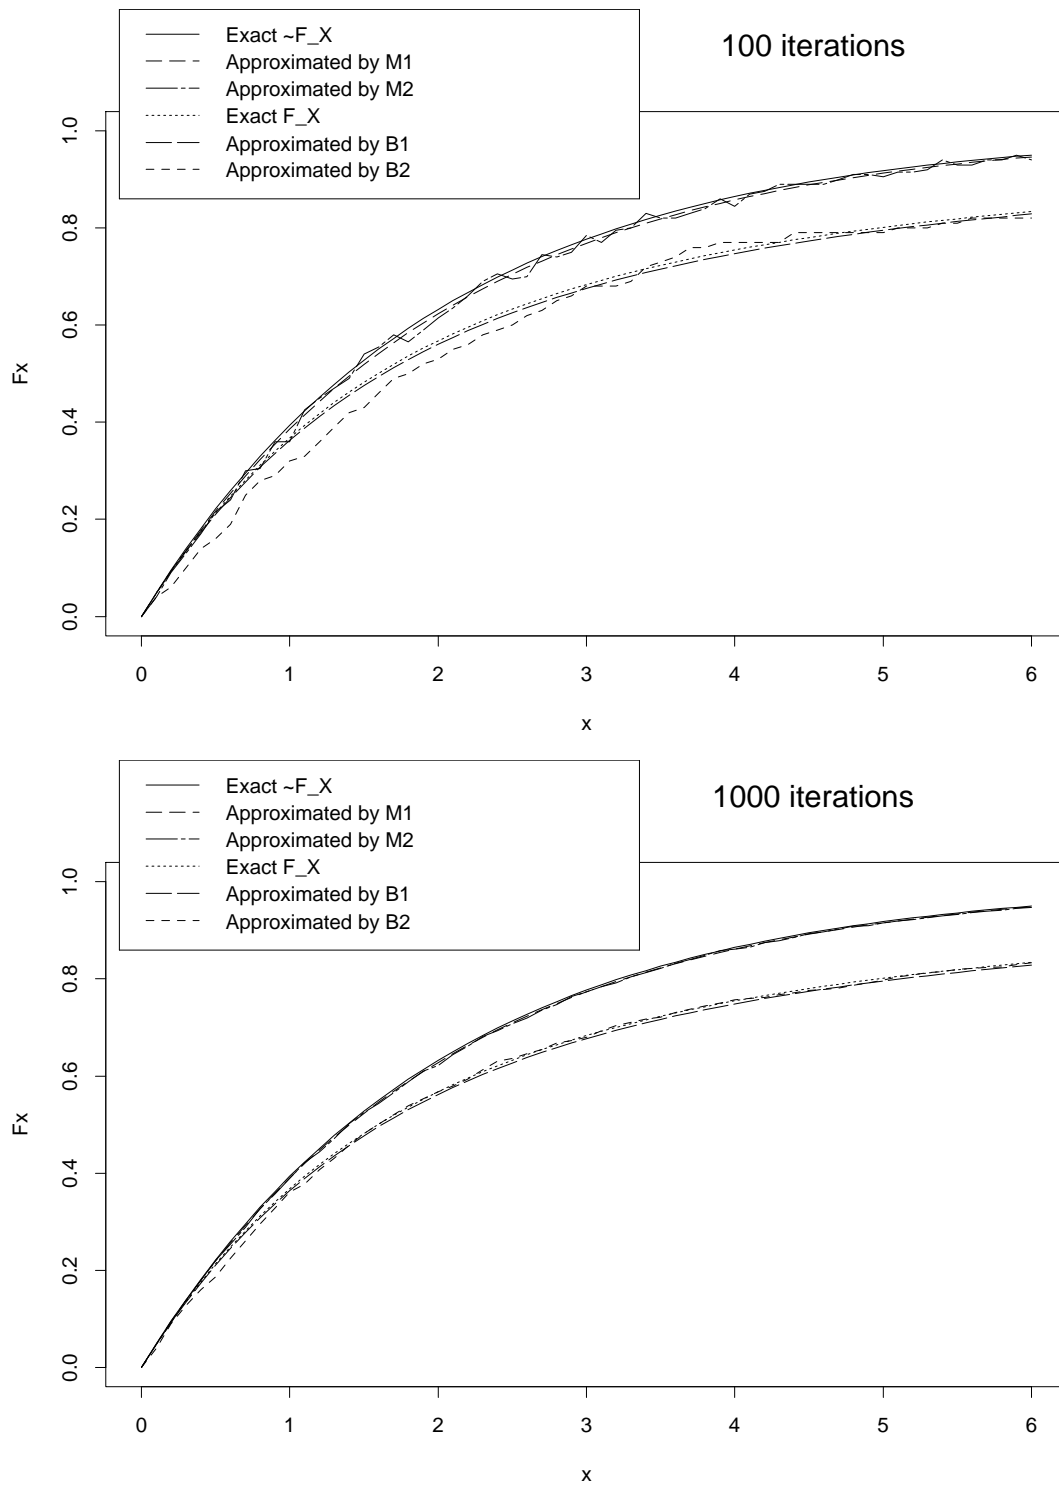 Exact ~F_X
Approximated by M1
Approximated by M2
Exact F_X
Approximated by B1
Approximated by B2
100 iterations
Fx
1.0
0.8
0.6
0.4
0.2
0.0
0 1 2 3 4 5 6
x
Exact ~F_X
Approximated by M1
Approximated by M2
Exact F_X
Approximated by B1
Approximated by B2
1000 iterations
Fx
1.0
0.8
0.6
0.4
0.2
0.0
0 1 2 3 4 5 6
x